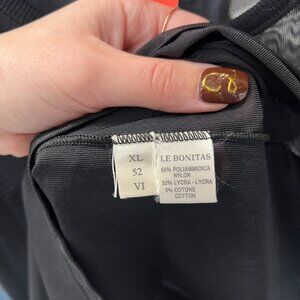 XL
52
VI
LE BONITAS
65% POLIAMMIDICA
NYLON
32% LYCRA - LYCRA
3% COTONE
COTTON